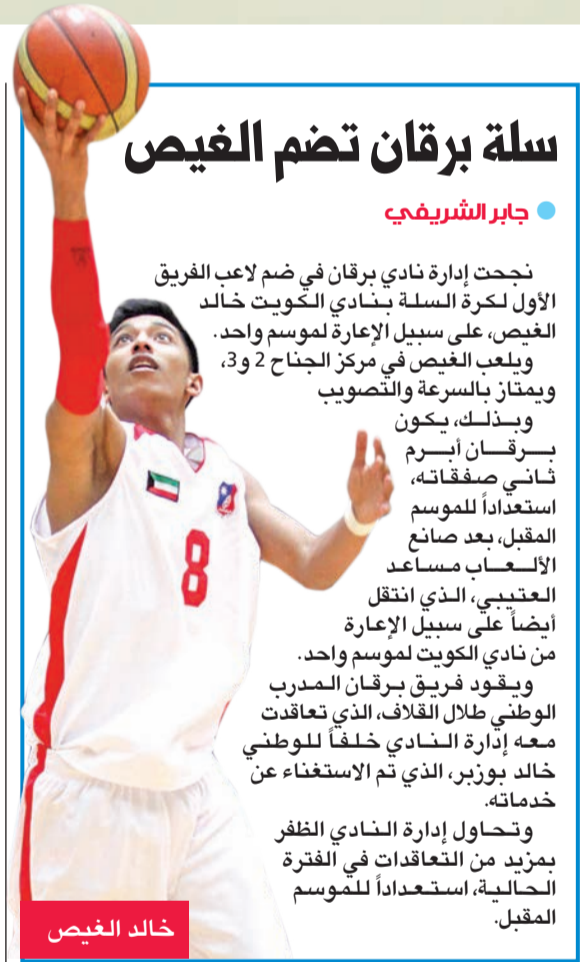 سلة برقان تضم الغيص
جابر الشريفي
نجحت إدارة نادي برقان في ضم لاعب الفريق
الأول لكرة السلة بنادي الكويت خالد
الغيص، على سبيل الإعارة لموسم واحد.
ويلعب الغيص في مركز الجناح 2 و3،
ويمتاز بالسرعة والتصويب
وبذلك، يكون
برقان أبرم
ثاني صفقاته،
استعداداً للموسم
المقبل، بعد صانع
الألعاب مساعد
العتيبي، الذي انتقل
أيضاً على سبيل الإعارة
من نادي الكويت لموسم واحد.
ويقود فريق برقان المدرب
الوطني طلال القلاف، الذي تعاقدت
معه إدارة النادي خلفاً للوطني
خالد بوزبر، الذي تم الاستغناء عن
خدماته.
وتحاول إدارة النادي الظفر
بمزيد من التعاقدات في الفترة
الحالية، استعداداً للموسم
المقبل.
8
خالد الغيص